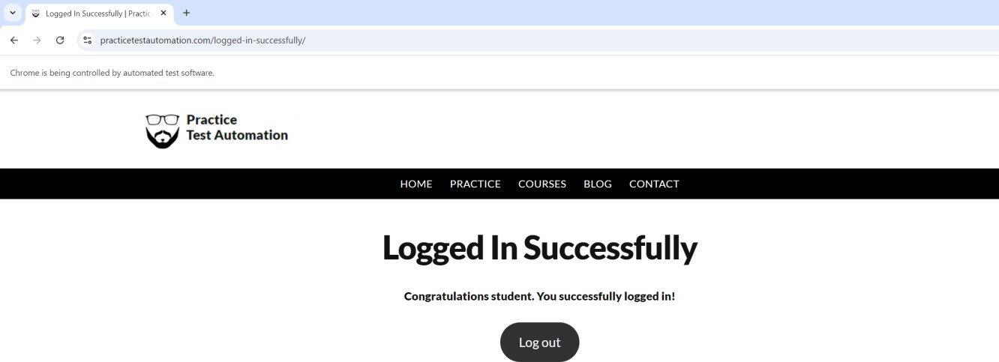 Logged In Successfully | Practic
practicetestautomation.com/logged-in-successfully/
Chrome is being controlled by automated test software.
Practice
Test Automation
HOME PRACTICE COURSES BLOG CONTACT
Logged In Successfully
Congratulations student. You successfully logged in!
Log out